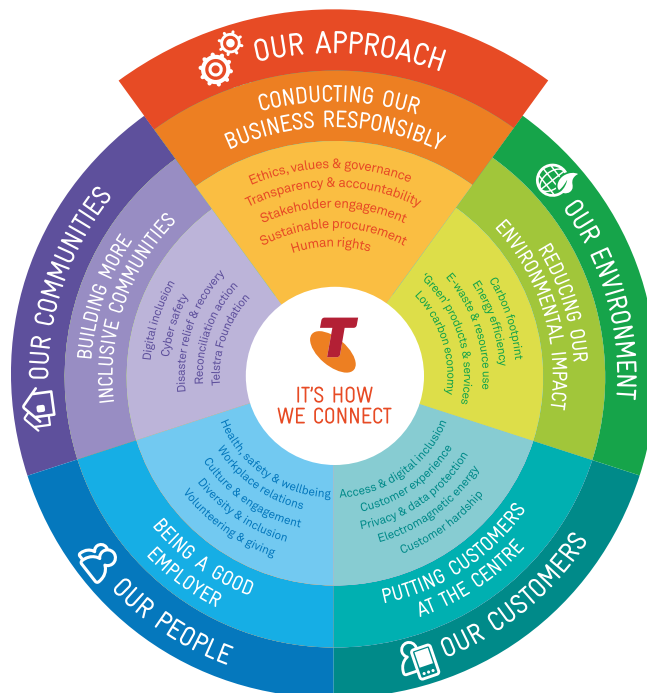 OUR APPROACH
CONDUCTING OUR
BUSINESS RESPONSIBLY
Ethics, values & governance
Transparency & accountability
Stakeholder engagement
Sustainable procurement
Human rights
OUR ENVIRONMENT
REDUCING OUR
ENVIRONMENTAL IMPACT
Carbon footprint
Energy efficiency
E-waste & resource use
‘Green’ products & services
Low carbon economy
OUR CUSTOMERS
PUTTING CUSTOMERS
AT THE CENTRE
Access & digital inclusion
Customer experience
Privacy & data protection
Electromagnetic energy
Customer hardship
OUR PEOPLE
BEING A GOOD
EMPLOYER
Health, safety & wellbeing
Workplace relations
Culture & engagement
Diversity & inclusion
Volunteering & giving
OUR COMMUNITIES
BUILDING MORE
INCLUSIVE COMMUNITIES
Digital inclusion
Cyber safety
Disaster relief & recovery
Reconciliation action
Telstra Foundation
T
IT'S HOW
WE CONNECT